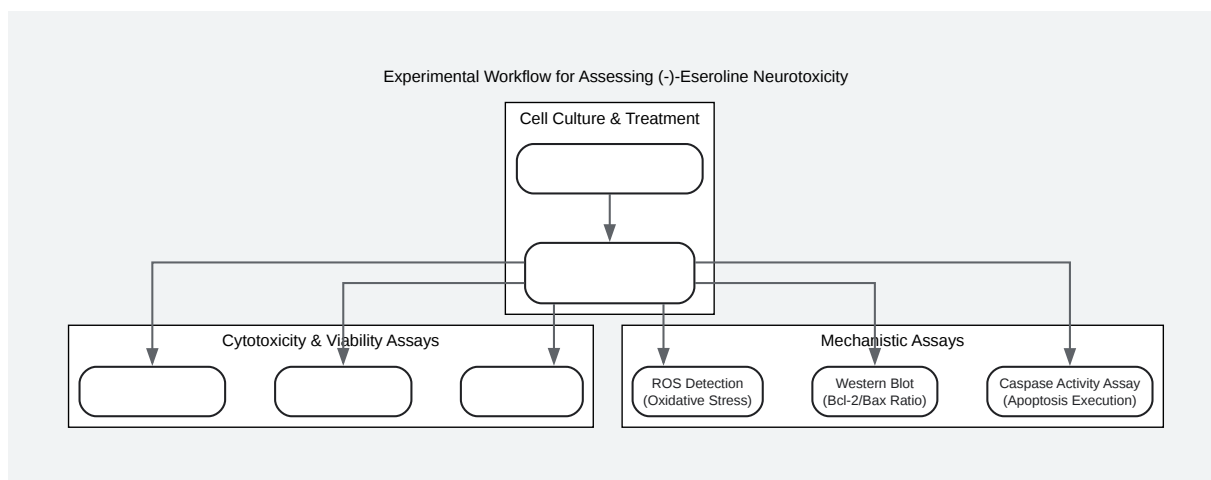 Experimental Workflow for Assessing (-)-Eseroline Neurotoxicity
Cell Culture & Treatment
Cytotoxicity & Viability Assays
Mechanistic Assays
ROS Detection
(Oxidative Stress)
Western Blot
(Bcl-2/Bax Ratio)
Caspase Activity Assay
(Apoptosis Execution)